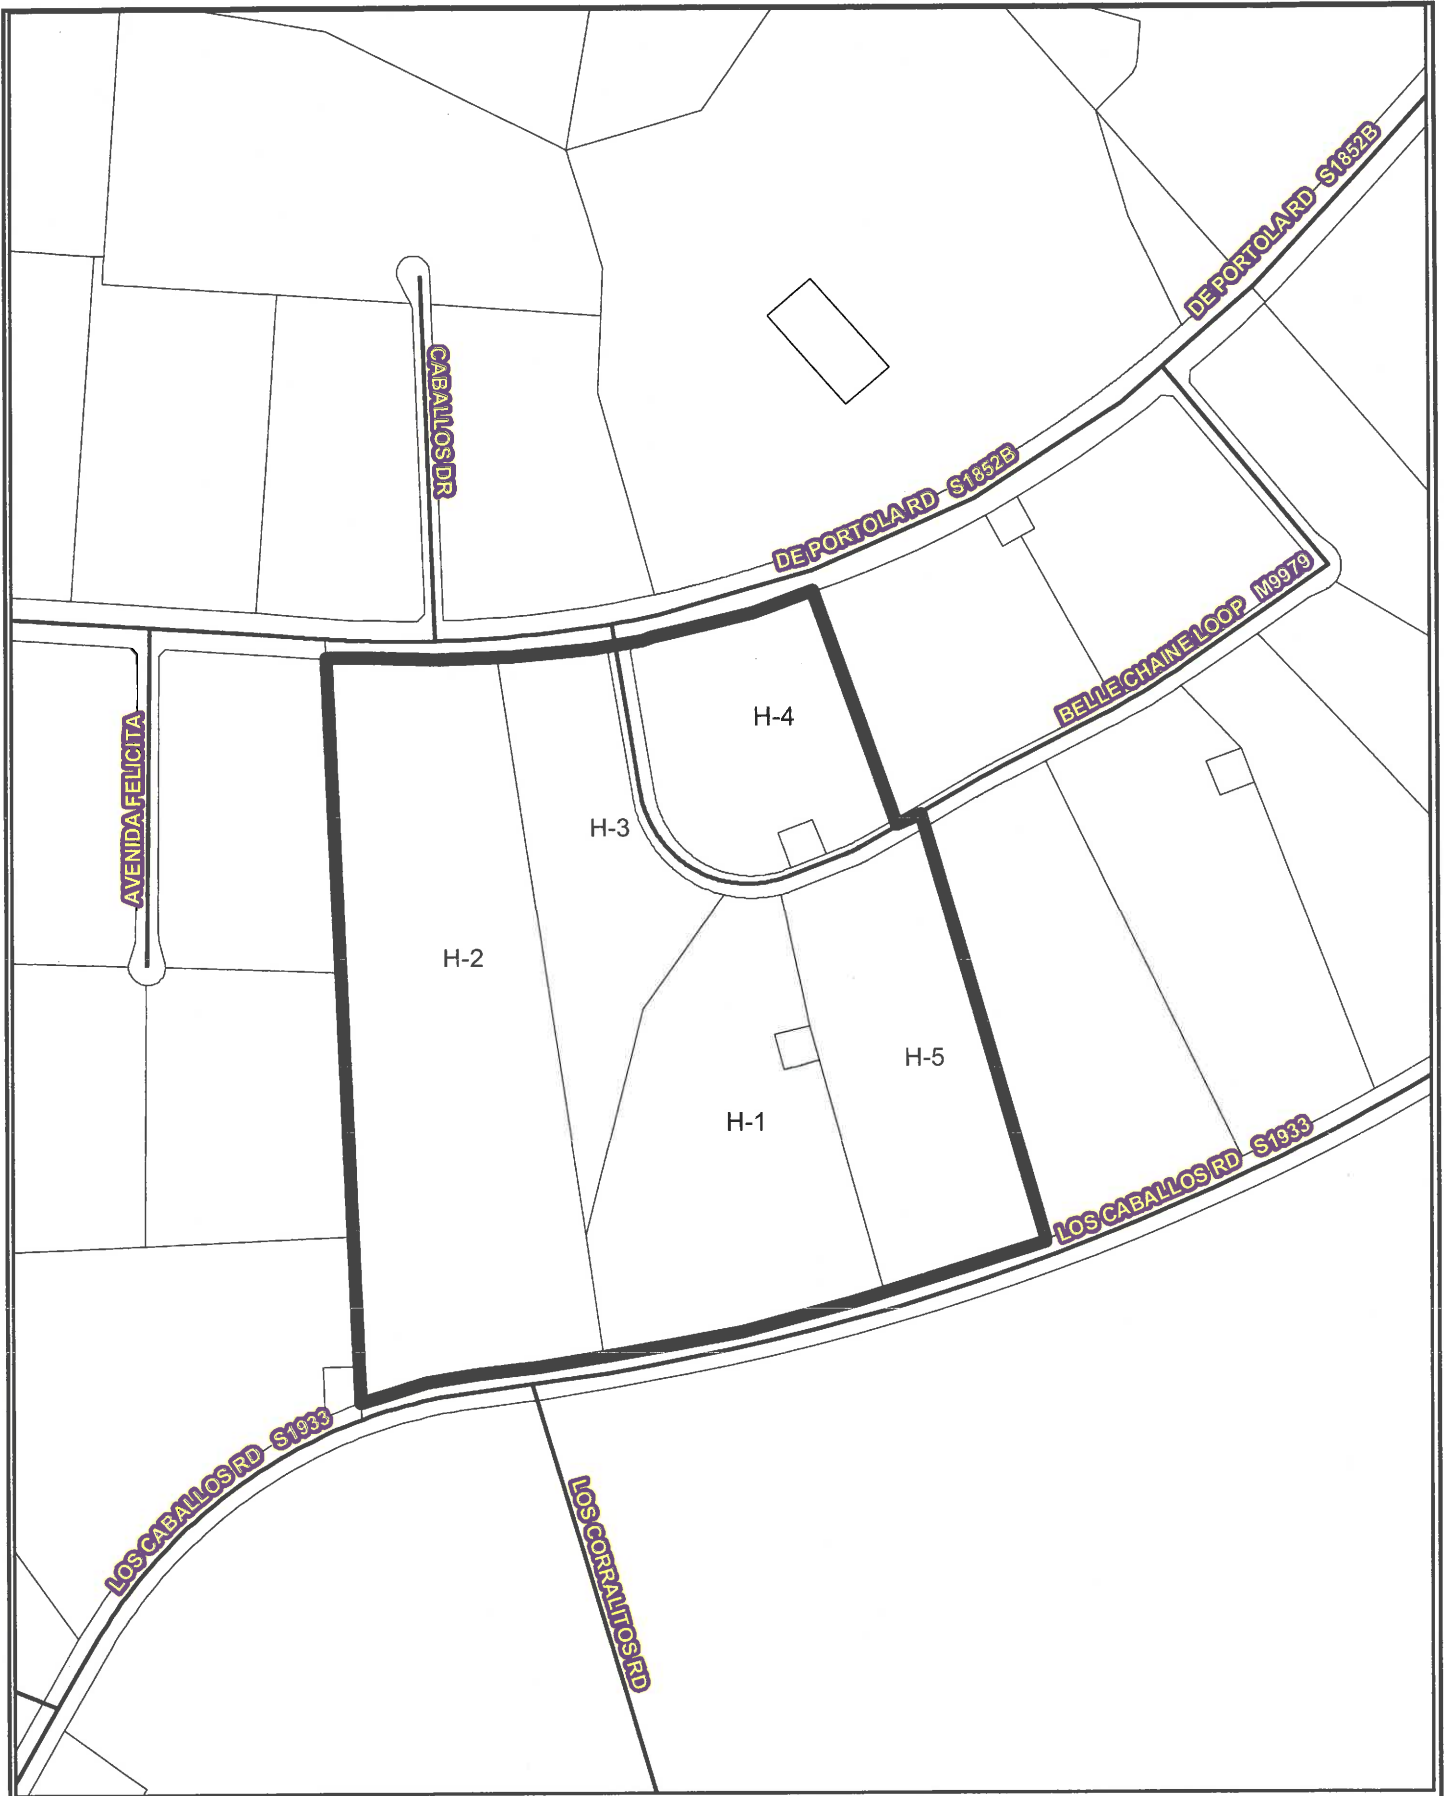 DE PORTOLA RD S1852B
CABALLOS DR
DE PORTOLA RD S1852B
BELLE CHAINE LOOP M9979
AVENIDA FELICITA
H-4
H-3
H-2
H-5
H-1
LOS CABALLOS RD S1933
LOS CABALLOS RD S1933
LOS CORRALITOS RD